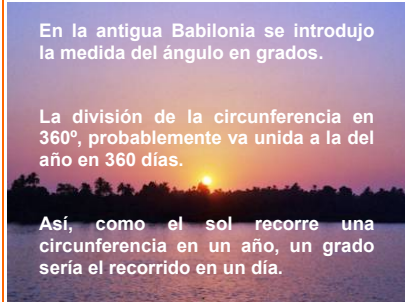 En la antigua Babilonia se introdujo
la medida del ángulo en grados.
La división de la circunferencia en
360º, probablemente va unida a la del
año en 360 días.
Así, como el sol recorre una
circunferencia en un año, un grado
sería el recorrido en un día.